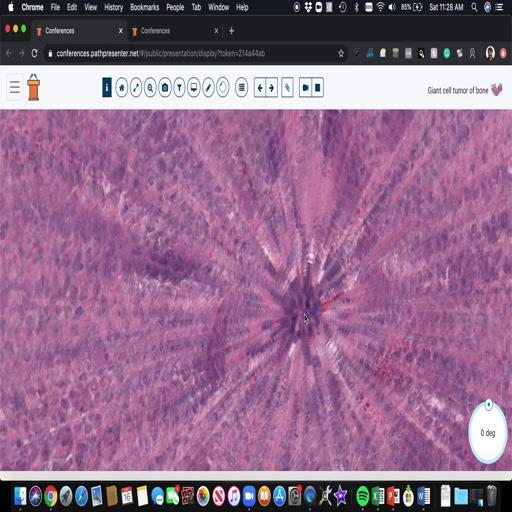 Chrome File Edit View History Bookmarks People Tab Window Help 85% Sat 11:28 AM
Conferences Conferences
conferences.pathpresenter.net/#/public/presentation/display?token=214a44ab
Giant cell tumor of bone
0 deg